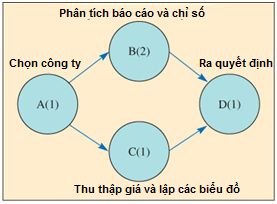 Phân tích báo cáo và chỉ số
B(2)
Chọn công ty
Ra quyết định
A(1)
D(1)
C(1)
Thu thập giá và lập các biểu đồ